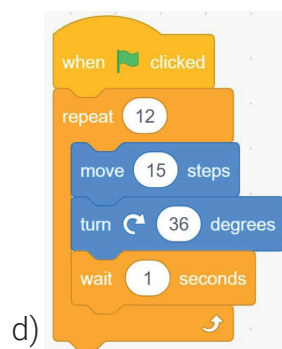 when clicked
repeat 12
move 15 steps
turn 36 degrees
wait 1 seconds
d)